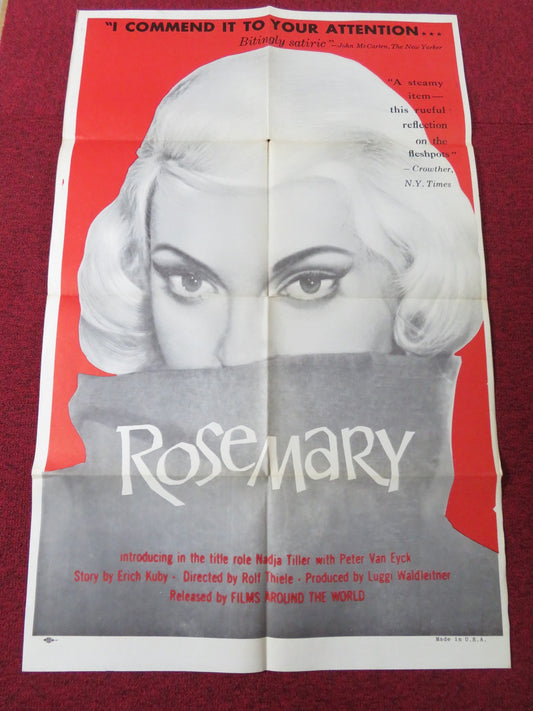 "I COMMEND IT TO YOUR ATTENTION...
Bitingly satiric"—John McCarten, The New Yorker
"A steamy
item—
this rueful
reflection
on the
fleshpots"
—Crowther,
N.Y. Times
ROSEMARY
introducing in the title role Nadja Tiller with Peter Van Eyck
Story by Erich Kuby · Directed by Rolf Thiele · Produced by Luggi Waldleitner
Released by FILMS AROUND THE WORLD
Made in U.S.A.